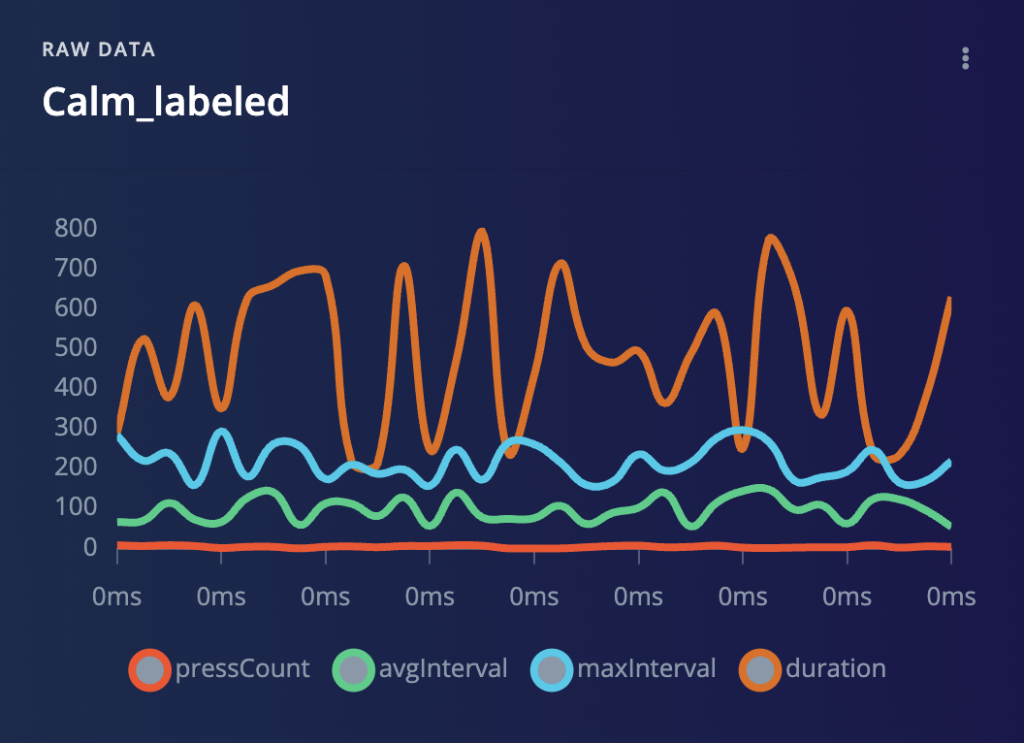 RAW DATA
Calm_labeled
800
700
600
500
400
300
200
100
0
0ms 0ms 0ms 0ms 0ms 0ms 0ms 0ms 0ms
pressCount avgInterval maxInterval duration